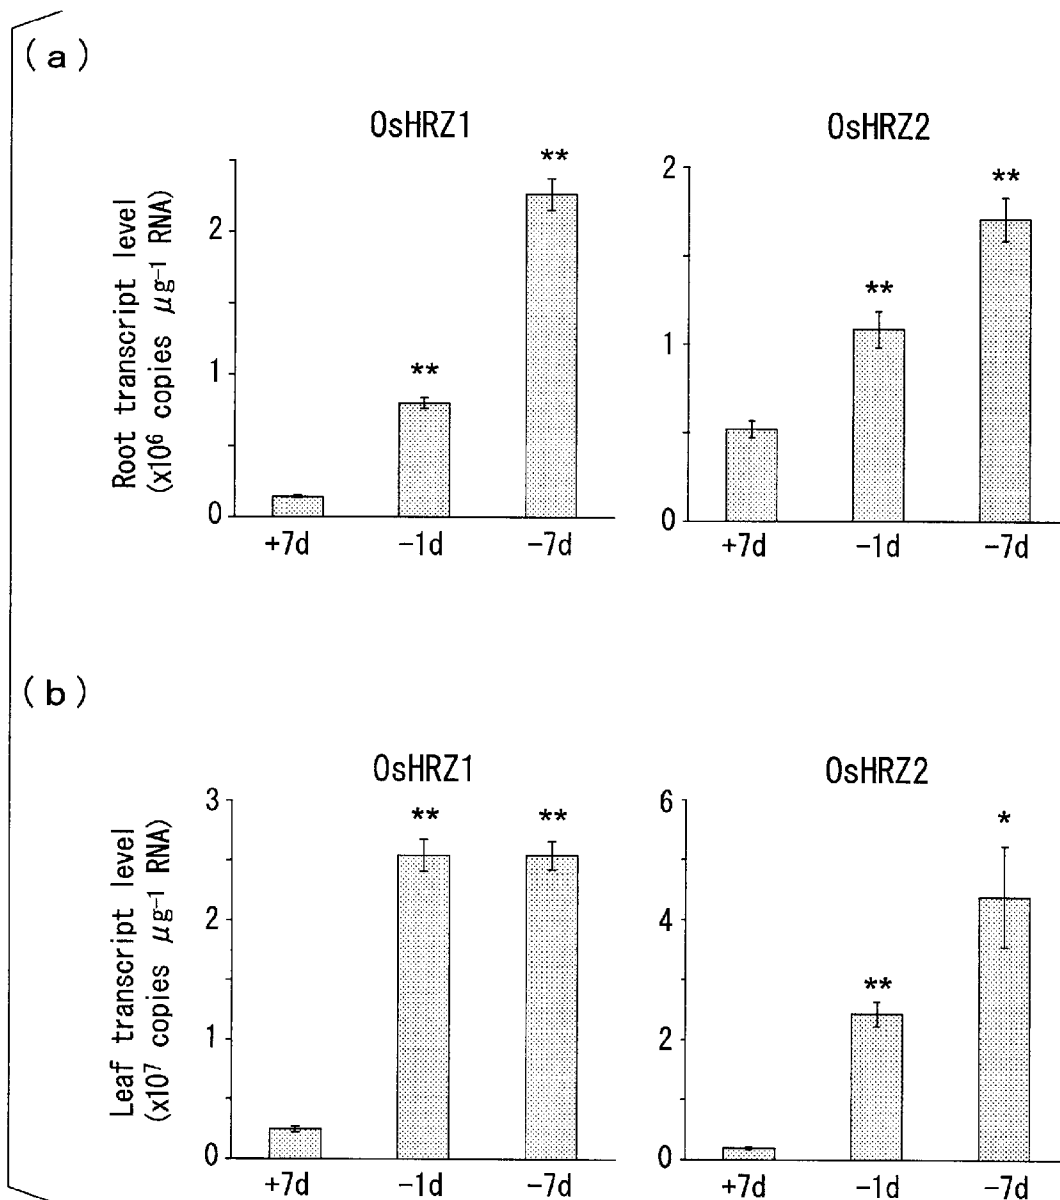 (a)
OsHRZ1
Root transcript level
(x10⁶ copies μg⁻¹ RNA)
2
1
0
**
**
+7d
−1d
−7d
OsHRZ2
2
1
0
**
**
+7d
−1d
−7d
(b)
OsHRZ1
Leaf transcript level
(x10⁷ copies μg⁻¹ RNA)
3
2
1
0
**
**
+7d
−1d
−7d
OsHRZ2
6
4
2
0
**
*
+7d
−1d
−7d